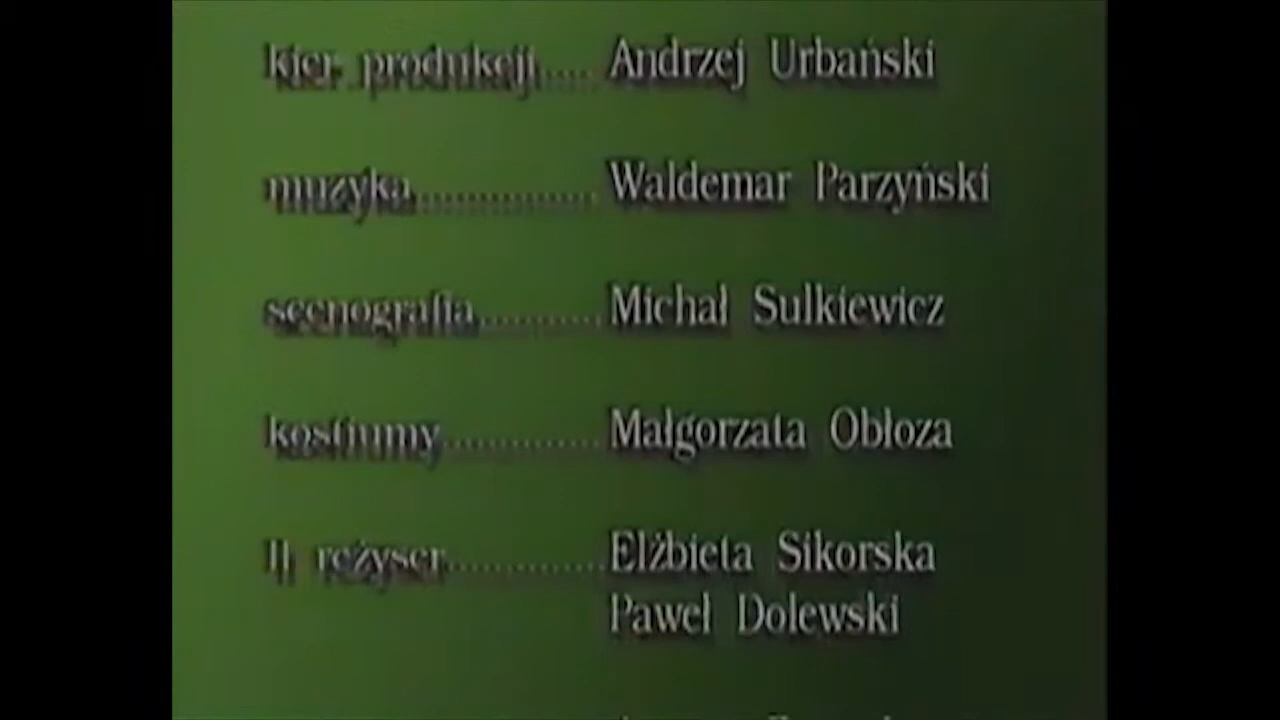 kier. produkcji..... Andrzej Urbański
muzyka................ Waldemar Parzyński
scenografia.......... Michał Sulkiewicz
kostiumy.............. Małgorzata Obłoza
II reżyser.............. Elżbieta Sikorska
Paweł Dolewski